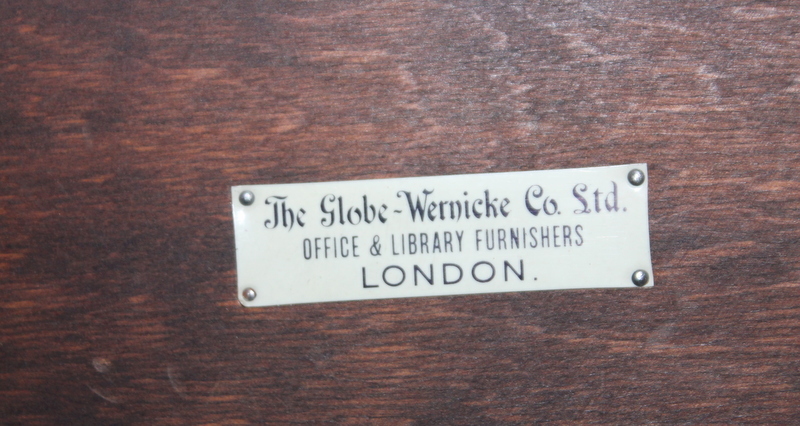 The Globe-Wernicke Co. Ltd.
OFFICE & LIBRARY FURNISHERS
LONDON.